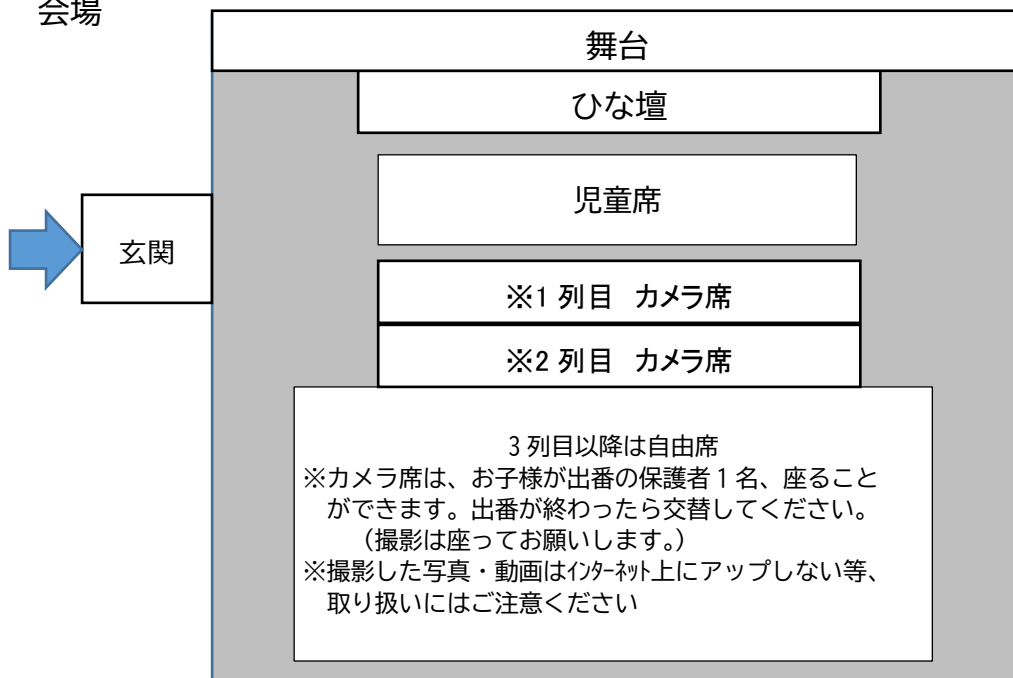 会場
舞台
ひな壇
児童席
玄関
※1 列目 カメラ席
※2 列目 カメラ席
3 列目以降は自由席
※カメラ席は、お子様が出番の保護者 1 名、座ること
ができます。出番が終わったら交替してください。
(撮影は座ってお願いします。)
※撮影した写真・動画はｲﾝﾀｰﾈｯﾄ上にアップしない等、
取り扱いにはご注意ください